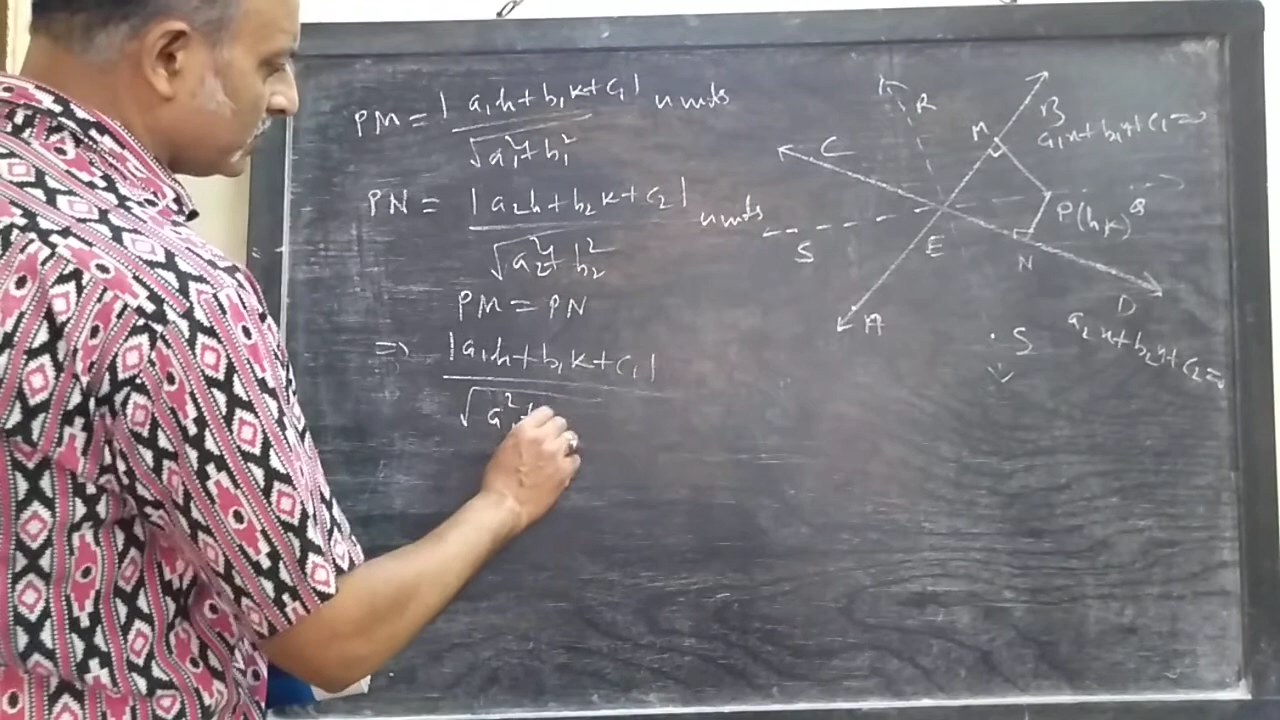 PM = |a₁h+b₁k+c₁| units
√a₁²+b₁²
PN = |a₂h+b₂k+c₂| units
√a₂²+b₂²
PM = PN
⇒ |a₁h+b₁k+c₁|
√a₁²+
R
B
M
a₁x+b₁y+c₁=0
C
P(h,k)
Q
S
E
N
A
D
a₂x+b₂y+c₂=0
S